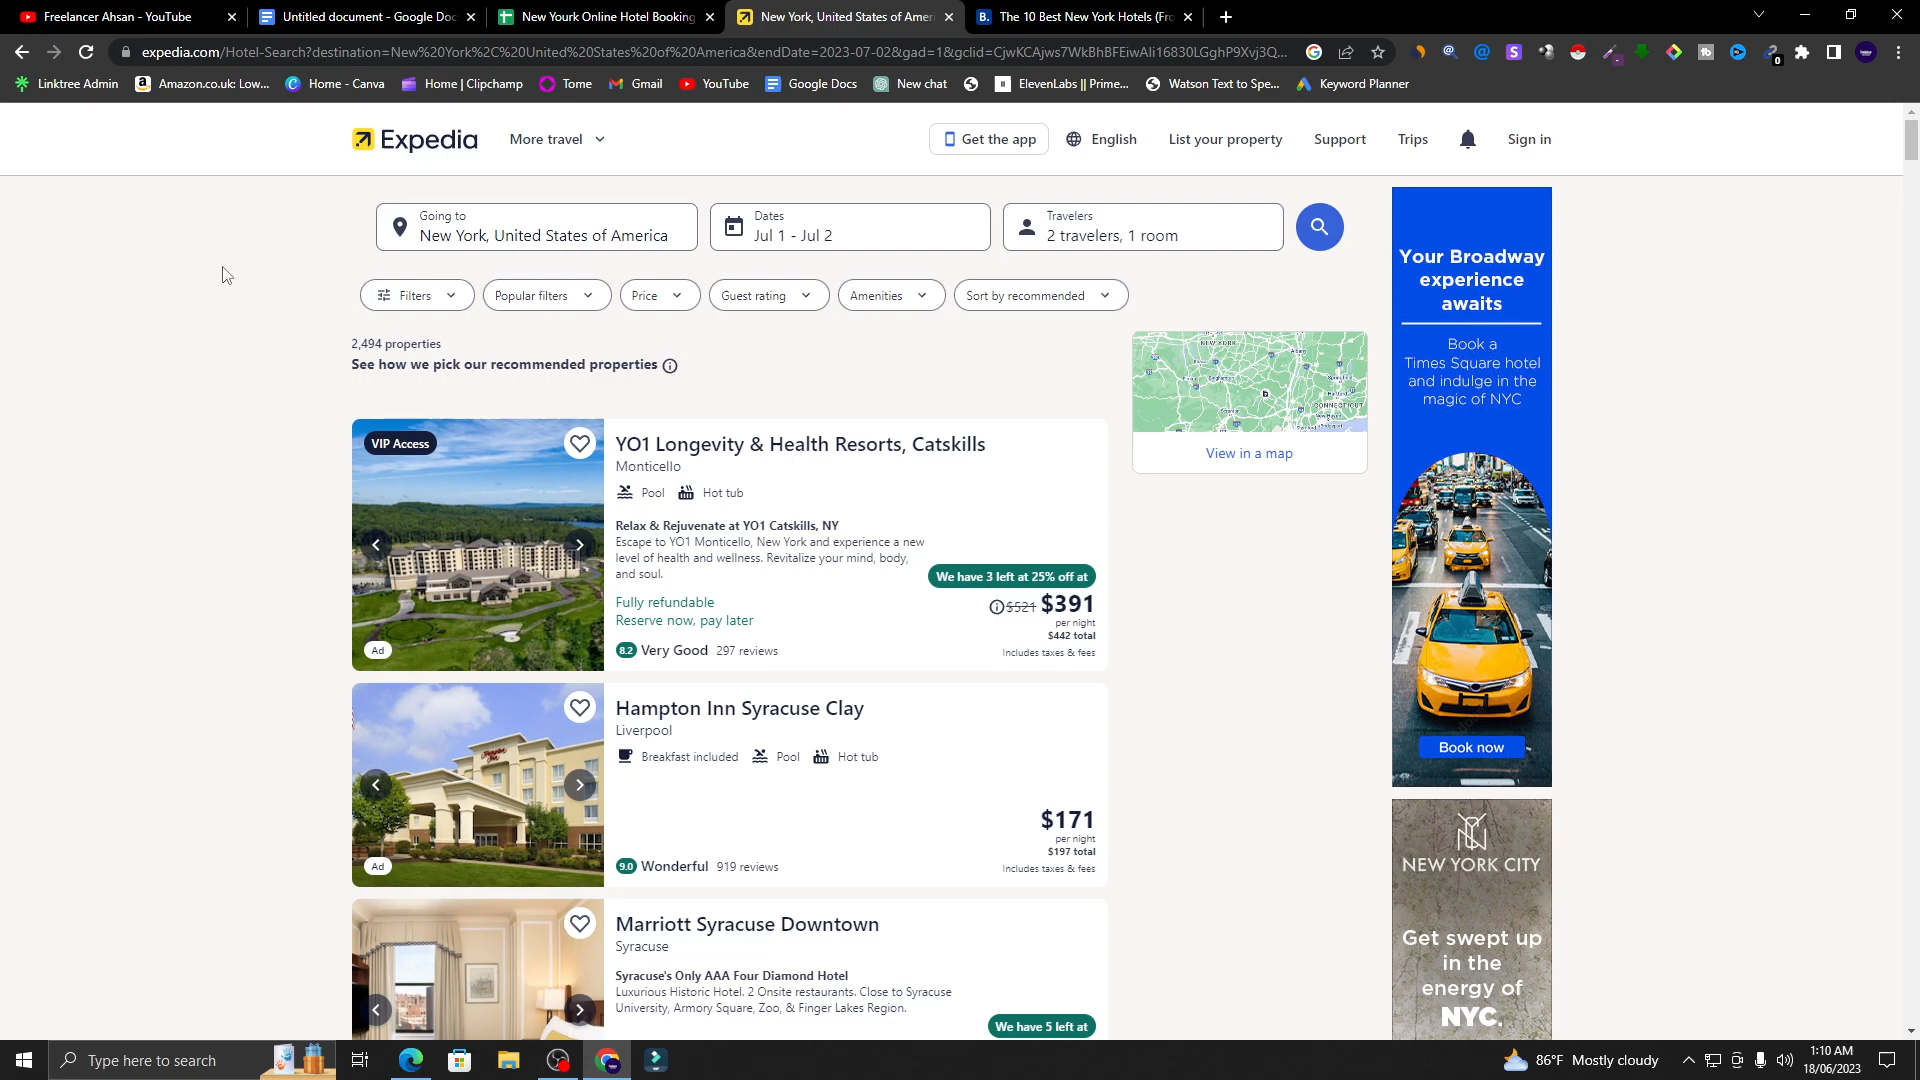 Freelancer Ahsan - YouTube
Untitled document - Google Doc
New Yourk Online Hotel Booking
New York, United States of Ameri
B. The 10 Best New York Hotels (Fro
expedia.com/Hotel-Search?destination=New%20York%2C%20United%20States%20of%20America&endDate=2023-07-02&gad=1&gclid=CjwKCAjws7WkBhBFEiwAIi16830LGghP9Xvj3Q...
Linktree Admin
Amazon.co.uk: Low...
Home - Canva
Home | Clipchamp
Tome
Gmail
YouTube
Google Docs
New chat
ElevenLabs || Prime...
Watson Text to Spe...
Keyword Planner
Expedia
More travel
Get the app
English
List your property
Support
Trips
Sign in
Going to
New York, United States of America
Dates
Jul 1 - Jul 2
Travelers
2 travelers, 1 room
Filters
Popular filters
Price
Guest rating
Amenities
Sort by recommended
2,494 properties
See how we pick our recommended properties
View in a map
VIP Access
Ad
YO1 Longevity & Health Resorts, Catskills
Monticello
Pool
Hot tub
Relax & Rejuvenate at YO1 Catskills, NY
Escape to YO1 Monticello, New York and experience a new
level of health and wellness. Revitalize your mind, body,
and soul.
We have 3 left at 25% off at
Fully refundable
Reserve now, pay later
$521 $391
per night
$442 total
Includes taxes & fees
8.2 Very Good 297 reviews
Ad
Hampton Inn Syracuse Clay
Liverpool
Breakfast included
Pool
Hot tub
$171
per night
$197 total
Includes taxes & fees
9.0 Wonderful 919 reviews
Marriott Syracuse Downtown
Syracuse
Syracuse's Only AAA Four Diamond Hotel
Luxurious Historic Hotel. 2 Onsite restaurants. Close to Syracuse
University, Armory Square, Zoo, & Finger Lakes Region.
We have 5 left at
Your Broadway
experience
awaits
Book a
Times Square hotel
and indulge in the
magic of NYC
Book now
NYC
NEW YORK CITY
Get swept up
in the
energy of
NYC.
Type here to search
86°F Mostly cloudy
1:10 AM
18/06/2023